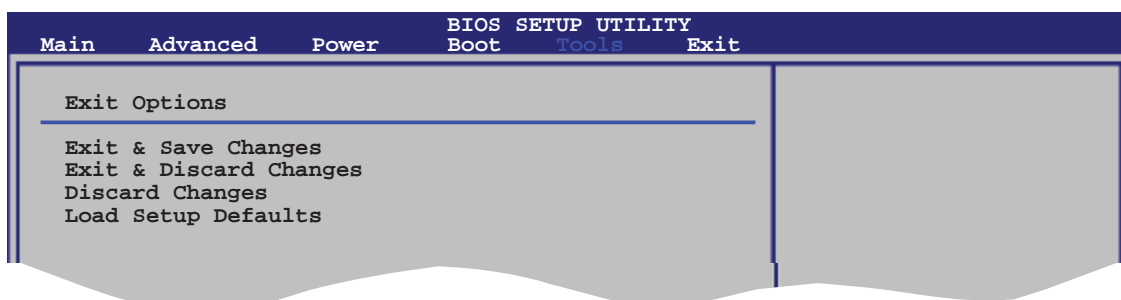 BIOS SETUP UTILITY
Main Advanced Power Boot Tools Exit
Exit Options
Exit & Save Changes
Exit & Discard Changes
Discard Changes
Load Setup Defaults